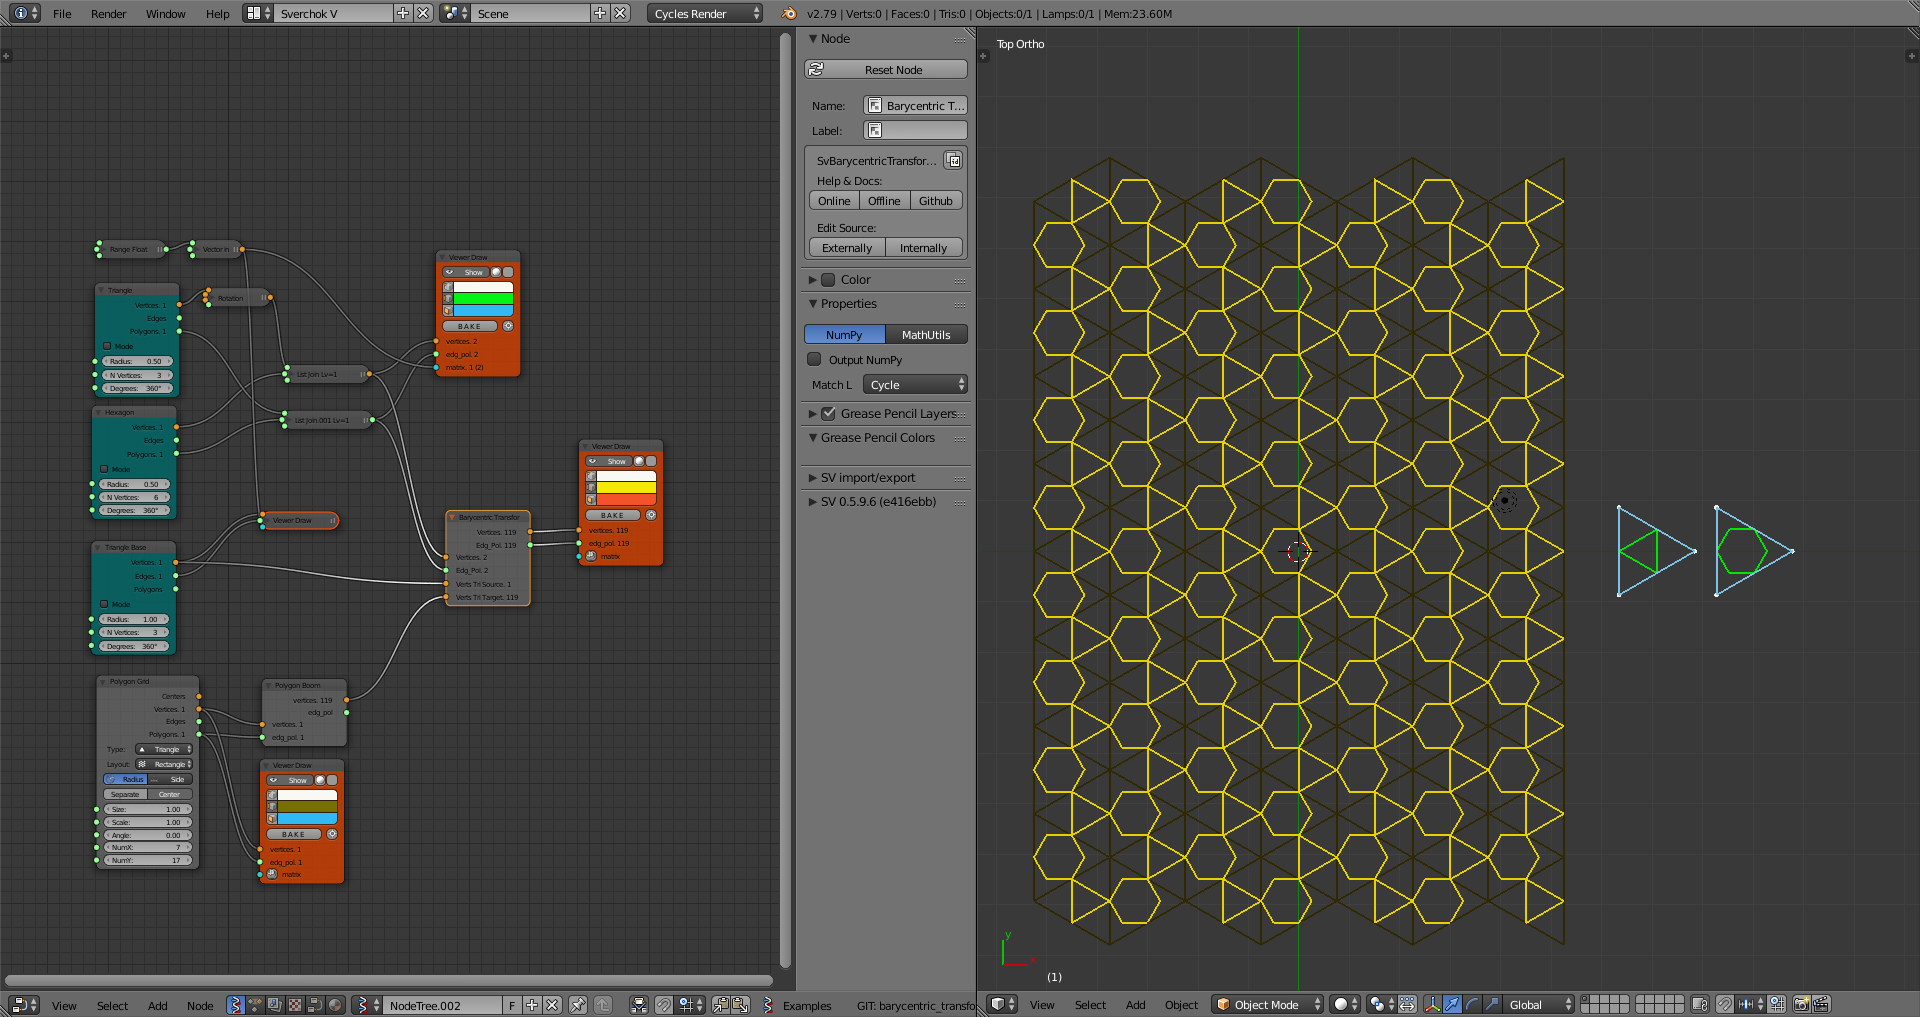 File Render Window Help Sverchok V Scene Cycles Render v2.79 | Verts:0 | Faces:0 | Tris:0 | Objects:0/1 | Lamps:0/1 | Mem:23.60M
Range Float
Vector in
Triangle
Vertices. 1
Edges
Polygons. 1
Mode
Radius: 0.50
N Vertices: 3
Degrees: 360°
Rotation
Viewer Draw
Show
BAKE
vertices. 2
edg_pol. 2
matrix. 1 (2)
List Join Lv=1
Hexagon
Vertices. 1
Edges
Polygons. 1
Mode
Radius: 0.50
N Vertices: 6
Degrees: 360°
List Join.001 Lv=1
Viewer Draw
Show
BAKE
vertices. 119
edg_pol. 119
matrix
Viewer Draw
Barycentric Transfor
Vertices. 119
Edg_Pol. 119
Vertices. 2
Edg_Pol. 2
Verts Tri Source. 1
Verts Tri Target. 119
Triangle Base
Vertices. 1
Edges. 1
Polygons
Mode
Radius: 1.00
N Vertices: 3
Degrees: 360°
Polygon Grid
Centers
Vertices. 1
Edges
Polygons. 1
Type: Triangle
Layout: Rectangle
Radius Side
Separate Center
Size: 1.00
Scale: 1.00
Angle: 0.00
NumX: 7
NumY: 17
Polygon Boom
vertices. 119
edg_pol
vertices. 1
edg_pol. 1
Viewer Draw
Show
BAKE
vertices. 1
edg_pol. 1
matrix
Node
Reset Node
Name: Barycentric T...
Label:
SvBarycentricTransfor...
Help & Docs:
Online Offline Github
Edit Source:
Externally Internally
Color
Properties
NumPy MathUtils
Output NumPy
Match L Cycle
Grease Pencil Layers
Grease Pencil Colors
SV import/export
SV 0.5.9.6 (e416ebb)
Top Ortho
y
x
(1)
View Select Add Node NodeTree.002 F Examples GIT: barycentric_transfo
View Select Add Object Object Mode Global